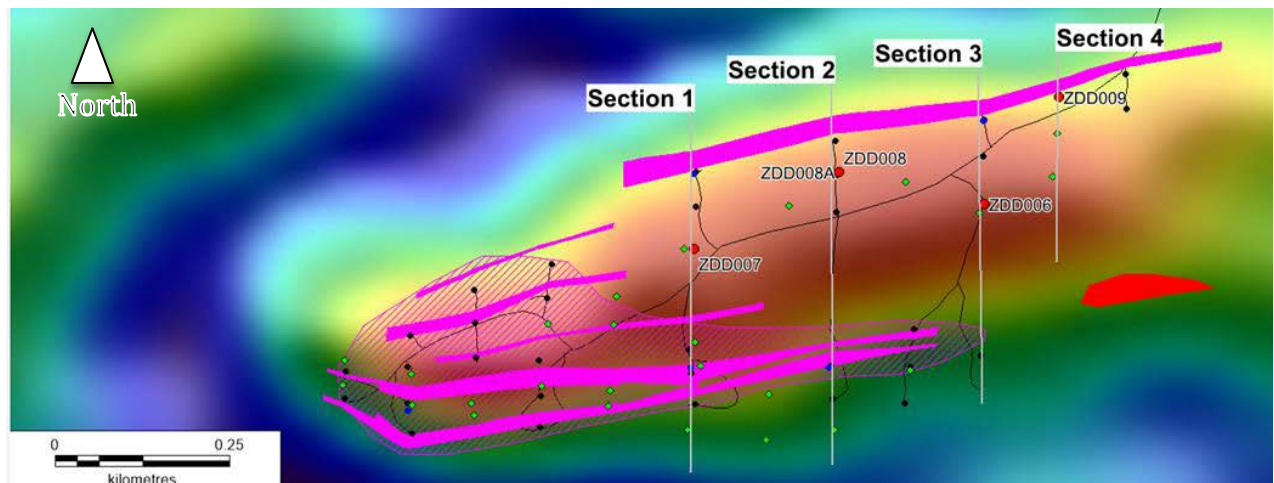 North
Section 1
Section 2
Section 3
Section 4
ZDD009
ZDD008
ZDD008A
ZDD006
ZDD007
0 0.25
kilometres